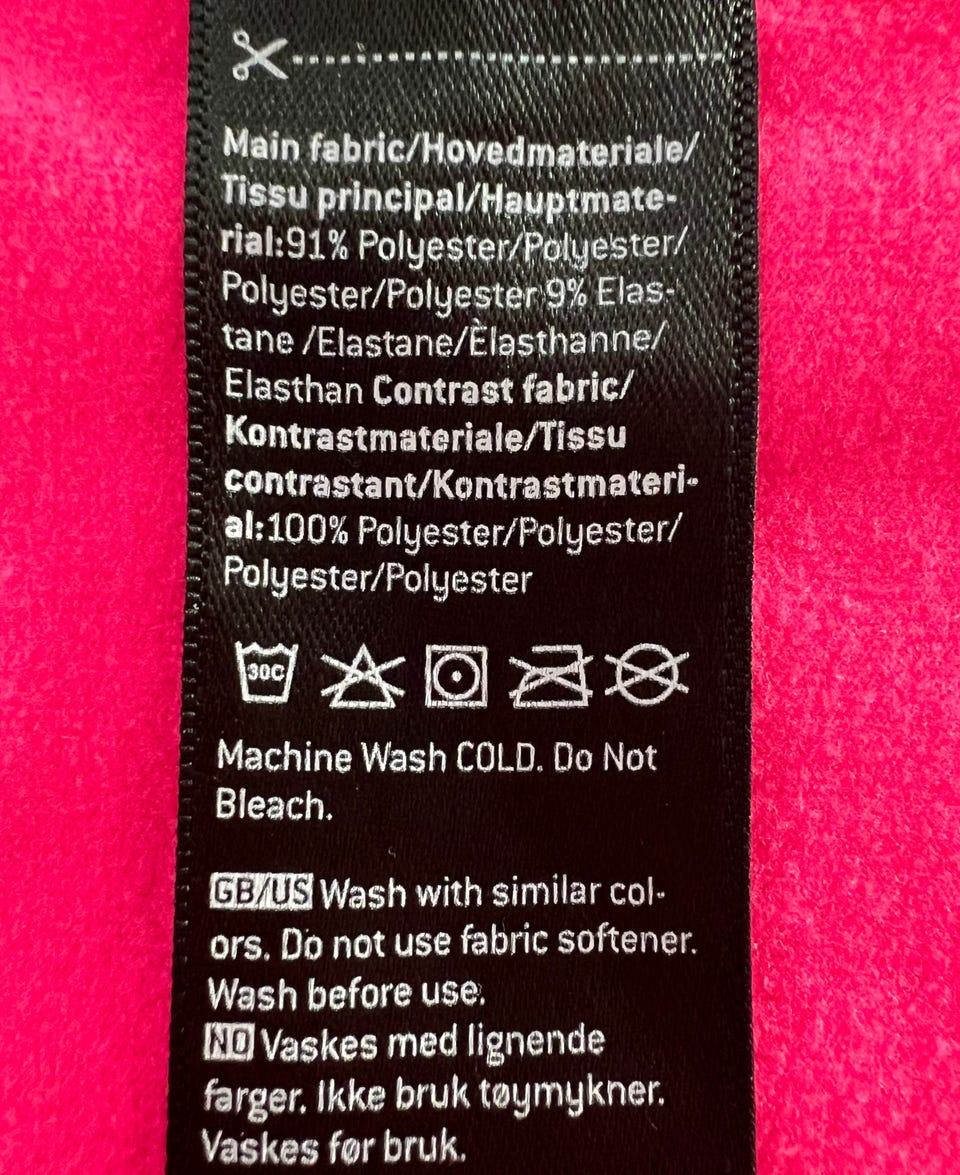 Main fabric/Hovedmateriale/
Tissu principal/Hauptmate-
rial:91% Polyester/Polyester/
Polyester/Polyester 9% Elas-
tane /Elastane/Èlasthanne/
Elasthan Contrast fabric/
Kontrastmateriale/Tissu
contrastant/Kontrastmateri-
al:100% Polyester/Polyester/
Polyester/Polyester
30C
Machine Wash COLD. Do Not
Bleach.
GB/US Wash with similar col-
ors. Do not use fabric softener.
Wash before use.
NO Vaskes med lignende
farger. Ikke bruk tøymykner.
Vaskes før bruk.